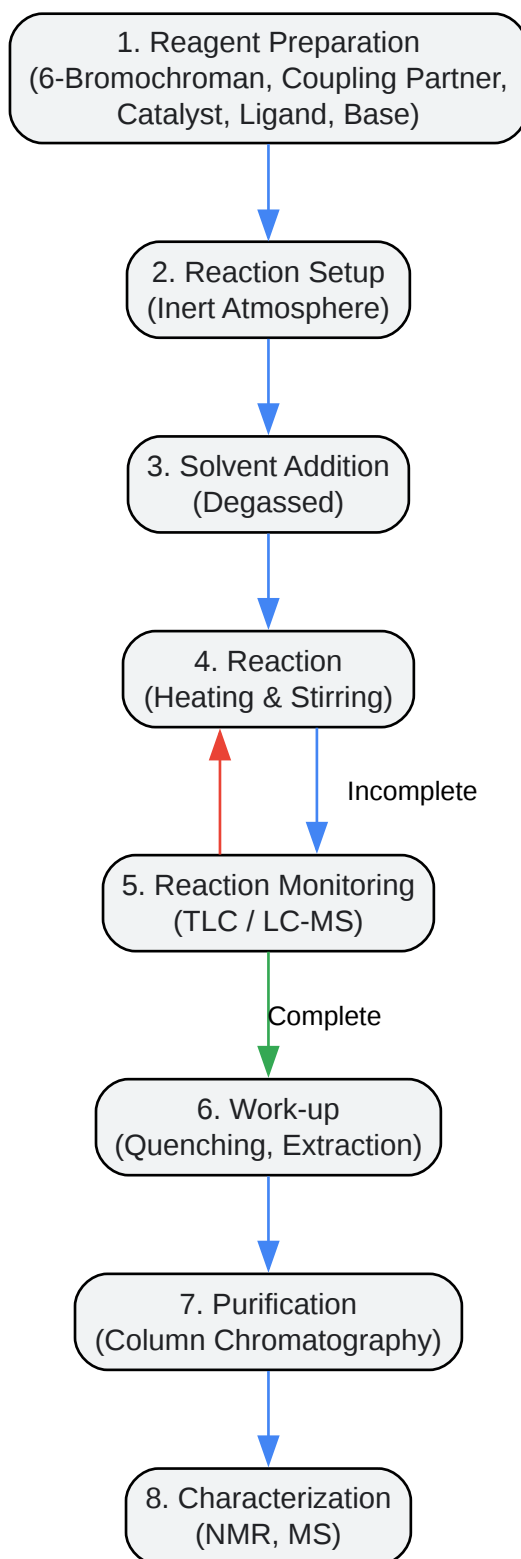 1. Reagent Preparation
(6-Bromochroman, Coupling Partner,
Catalyst, Ligand, Base)
2. Reaction Setup
(Inert Atmosphere)
3. Solvent Addition
(Degassed)
4. Reaction
(Heating & Stirring)
Incomplete
5. Reaction Monitoring
(TLC / LC-MS)
Complete
6. Work-up
(Quenching, Extraction)
7. Purification
(Column Chromatography)
8. Characterization
(NMR, MS)